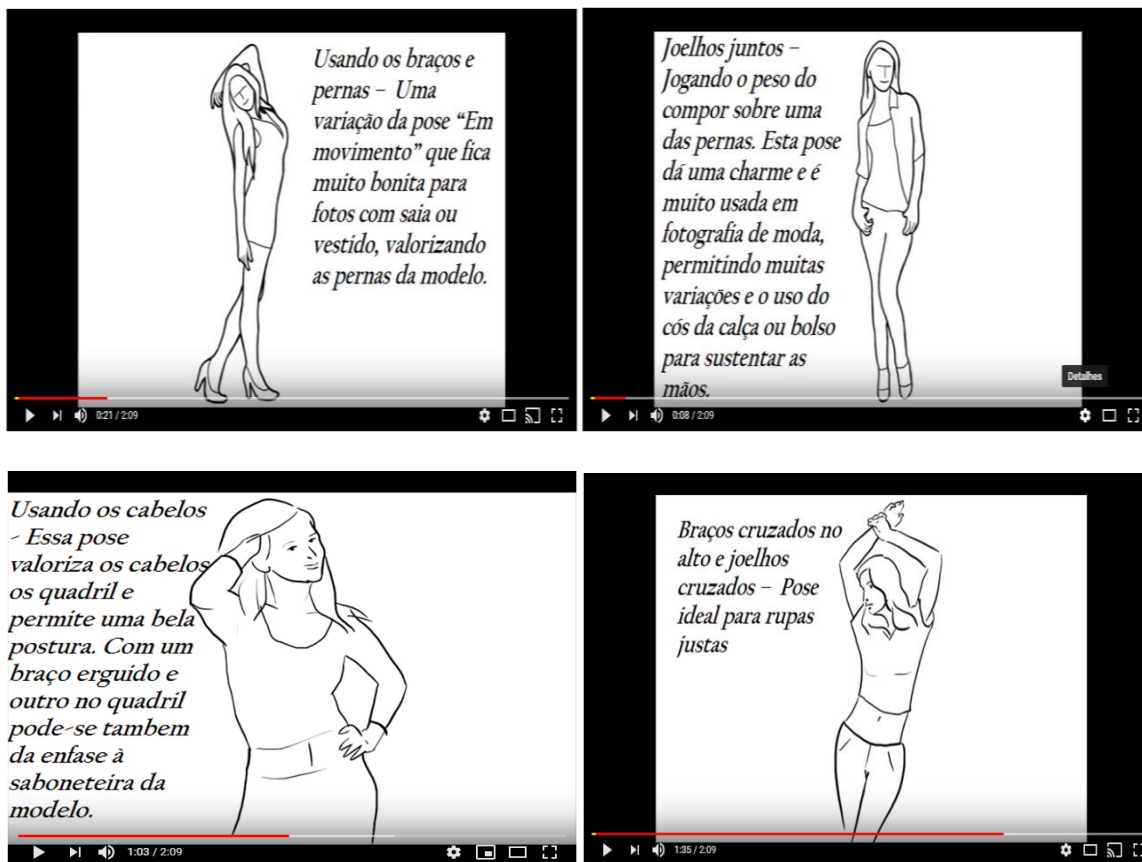 Usando os braços e
pernas – Uma
variação da pose “Em
movimento” que fica
muito bonita para
fotos com saia ou
vestido, valorizando
as pernas da modelo.
0:21 / 2:09
Joelhos juntos –
Jogando o peso do
compor sobre uma
das pernas. Esta pose
dá uma charme e é
muito usada em
fotografia de moda,
permitindo muitas
variações e o uso do
cós da calça ou bolso
para sustentar as
mãos.
Detalhes
0:08 / 2:09
Usando os cabelos
- Essa pose
valoriza os cabelos
os quadril e
permite uma bela
postura. Com um
braço erguido e
outro no quadril
pode-se tambem
da enfase à
saboneteira da
modelo.
1:03 / 2:09
Braços cruzados no
alto e joelhos
cruzados – Pose
ideal para rupas
justas
1:35 / 2:09